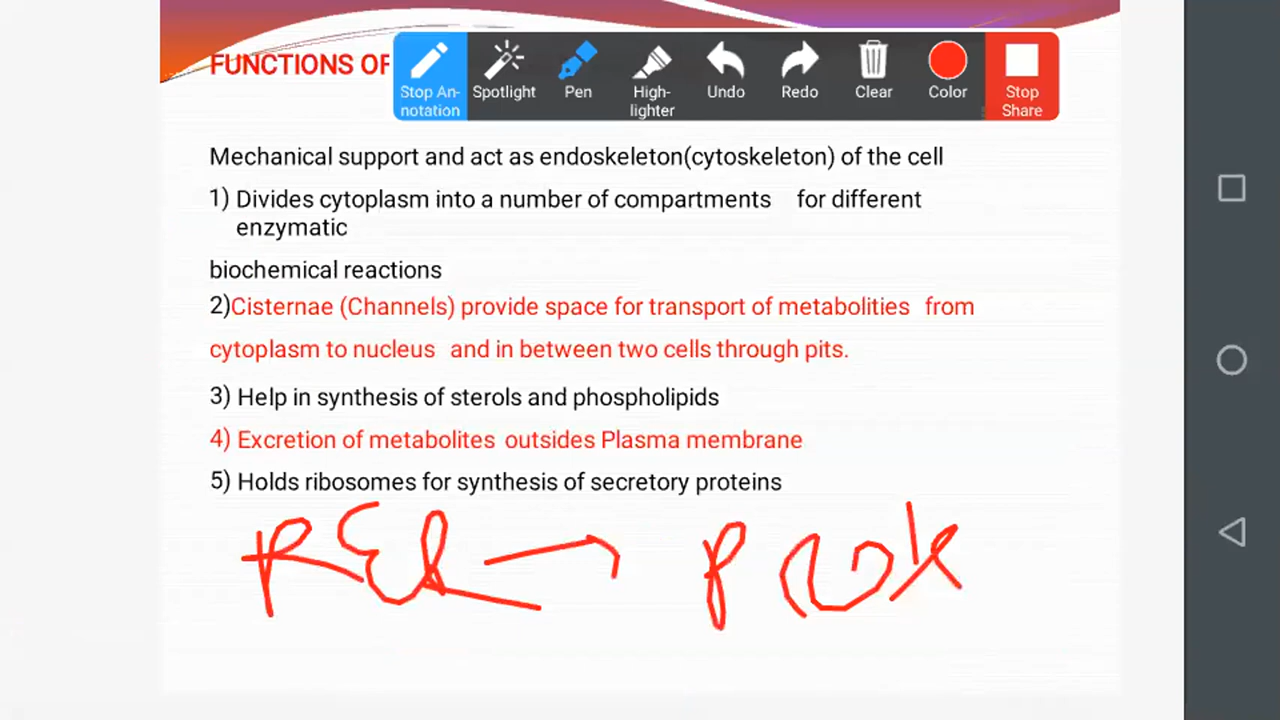 FUNCTIONS OF
Stop An-
notation
Spotlight
Pen
High-
lighter
Undo
Redo
Clear
Color
Stop
Share
Mechanical support and act as endoskeleton(cytoskeleton) of the cell
1) Divides cytoplasm into a number of compartments for different
enzymatic
biochemical reactions
2)Cisternae (Channels) provide space for transport of metabolities from
cytoplasm to nucleus and in between two cells through pits.
3) Help in synthesis of sterols and phospholipids
4) Excretion of metabolites outsides Plasma membrane
5) Holds ribosomes for synthesis of secretory proteins
RER →